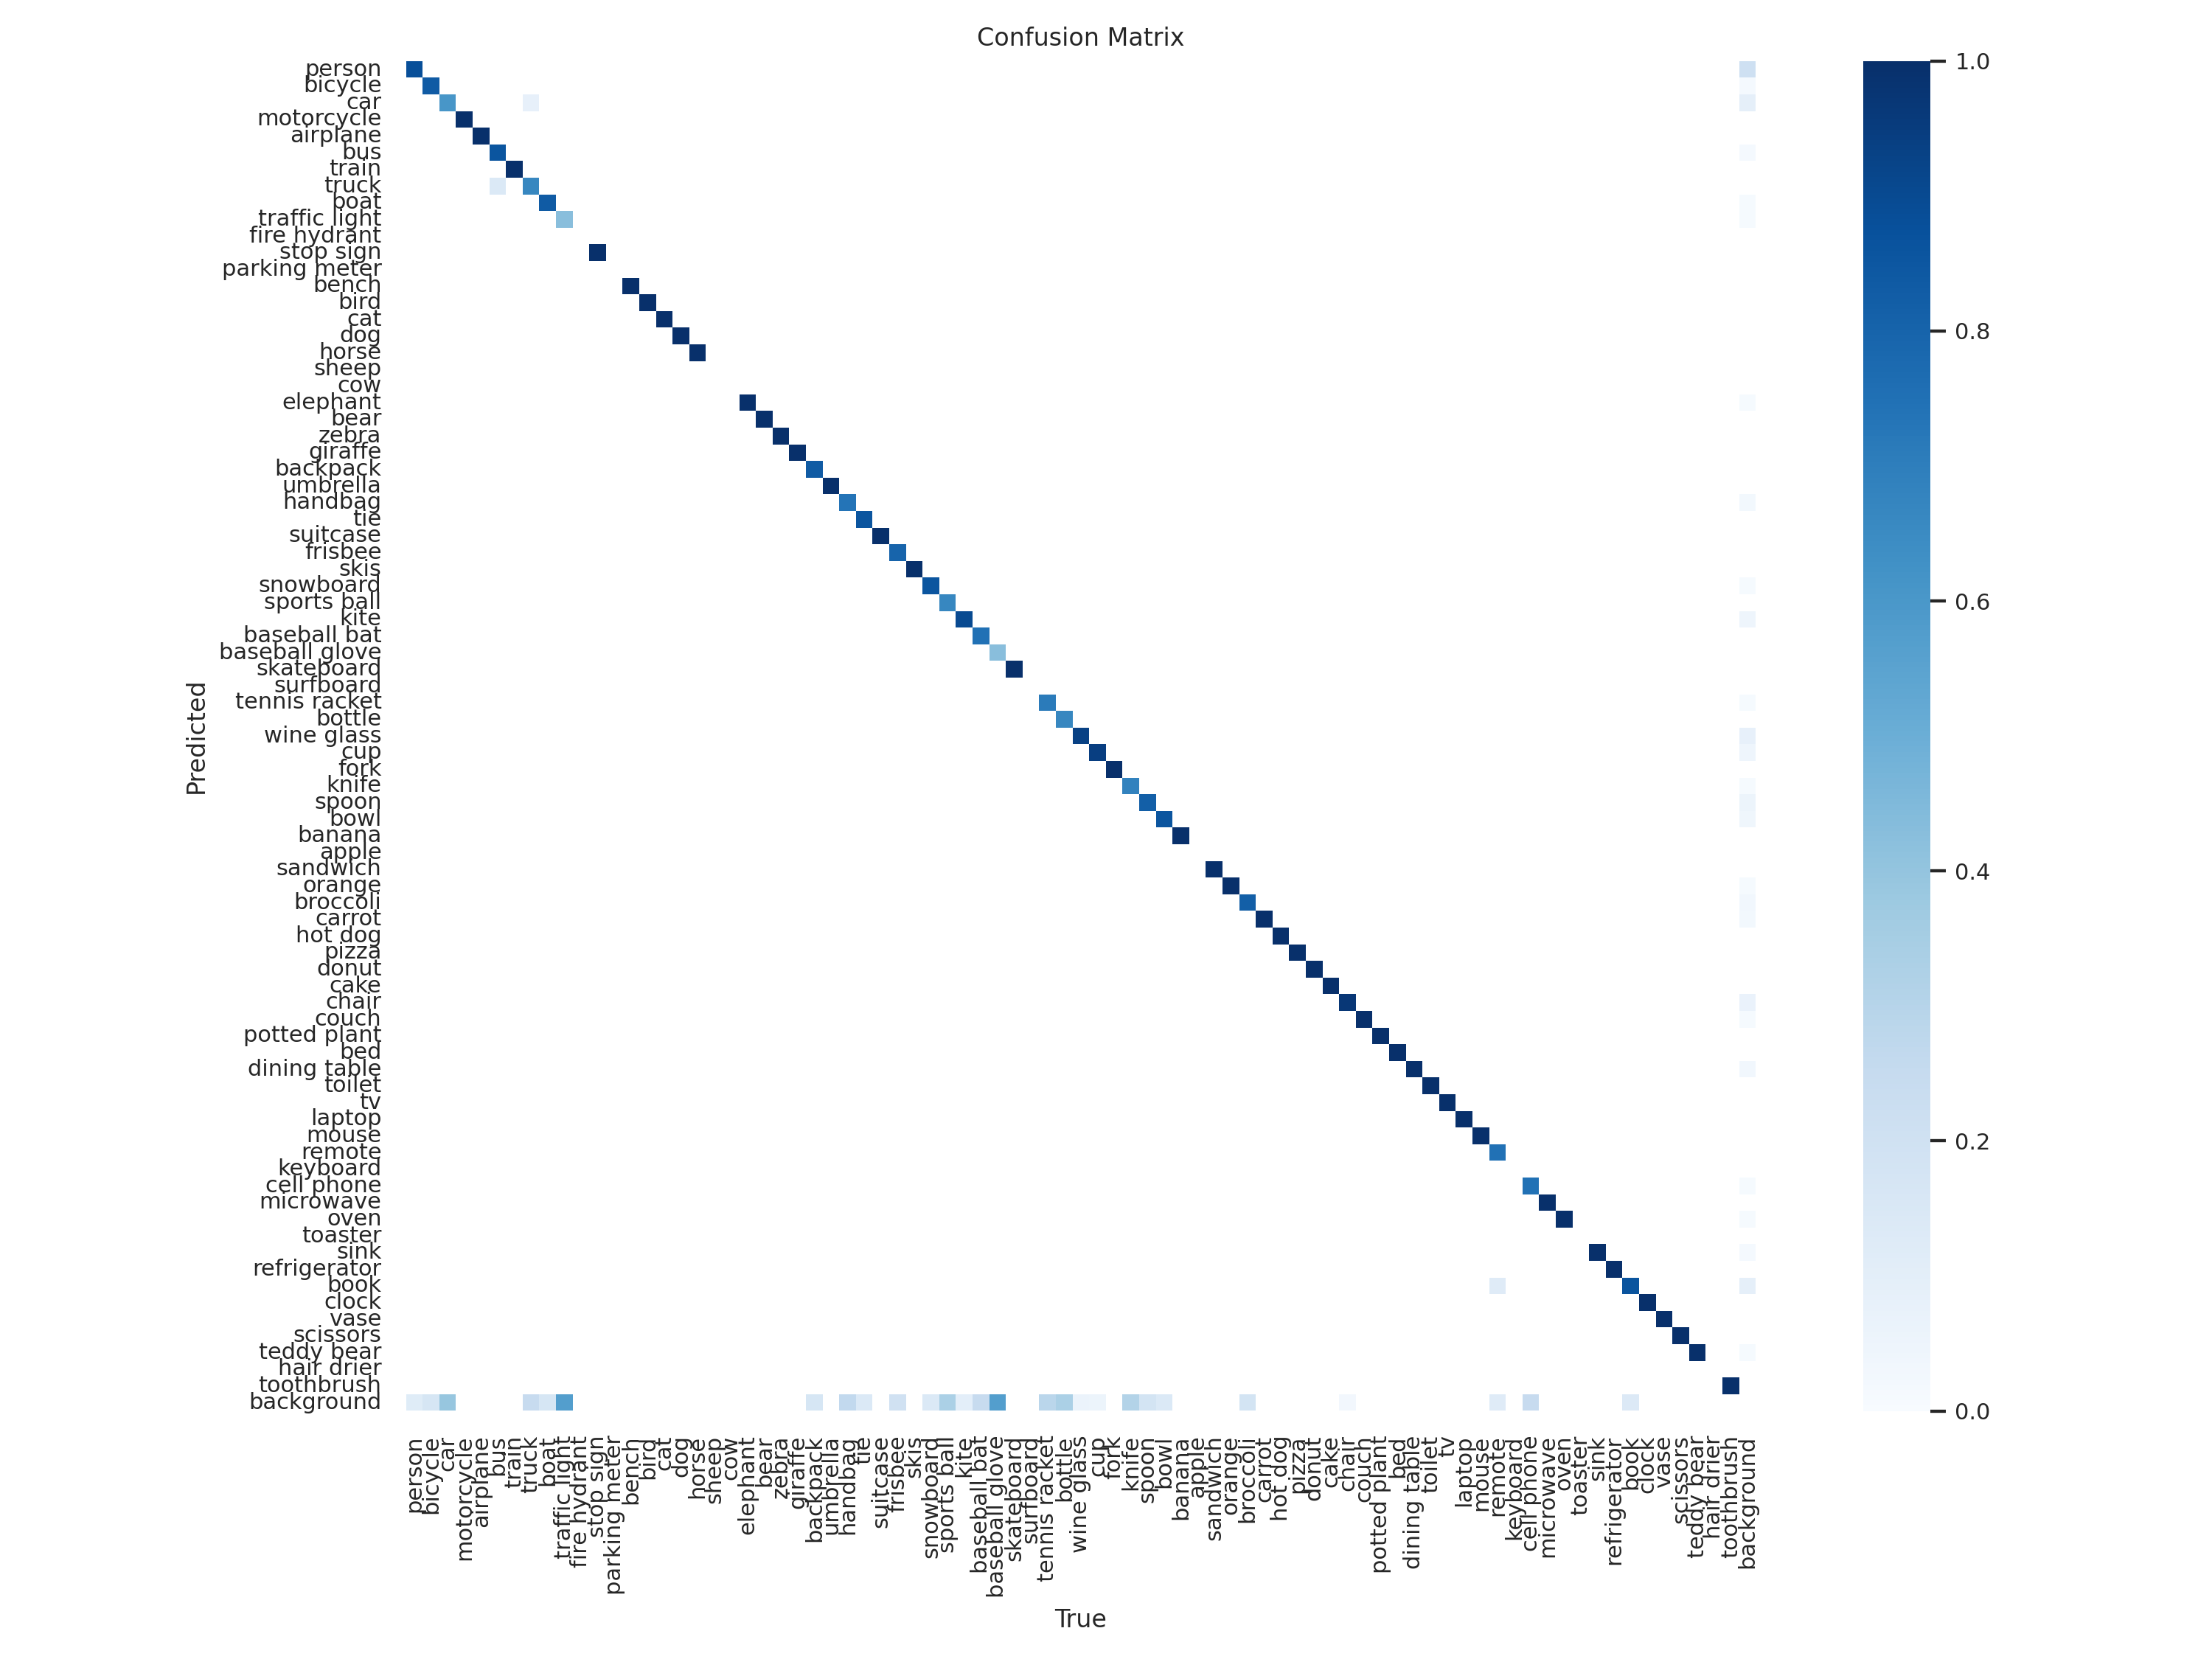 Confusion Matrix
person
bicycle
car
motorcycle
airplane
bus
train
truck
boat
traffic light
fire hydrant
stop sign
parking meter
bench
bird
cat
dog
horse
sheep
cow
elephant
bear
zebra
giraffe
backpack
umbrella
handbag
tie
suitcase
frisbee
skis
snowboard
sports ball
kite
baseball bat
baseball glove
skateboard
surfboard
tennis racket
bottle
wine glass
cup
fork
knife
spoon
bowl
banana
apple
sandwich
orange
broccoli
carrot
hot dog
pizza
donut
cake
chair
couch
potted plant
bed
dining table
toilet
tv
laptop
mouse
remote
keyboard
cell phone
microwave
oven
toaster
sink
refrigerator
book
clock
vase
scissors
teddy bear
hair drier
toothbrush
background
Predicted
person
bicycle
car
motorcycle
airplane
bus
train
truck
boat
traffic light
fire hydrant
stop sign
parking meter
bench
bird
cat
dog
horse
sheep
cow
elephant
bear
zebra
giraffe
backpack
umbrella
handbag
tie
suitcase
frisbee
skis
snowboard
sports ball
kite
baseball bat
baseball glove
skateboard
surfboard
tennis racket
bottle
wine glass
cup
fork
knife
spoon
bowl
banana
apple
sandwich
orange
broccoli
carrot
hot dog
pizza
donut
cake
chair
couch
potted plant
bed
dining table
toilet
tv
laptop
mouse
remote
keyboard
cell phone
microwave
oven
toaster
sink
refrigerator
book
clock
vase
scissors
teddy bear
hair drier
toothbrush
background
True
1.0
0.8
0.6
0.4
0.2
0.0